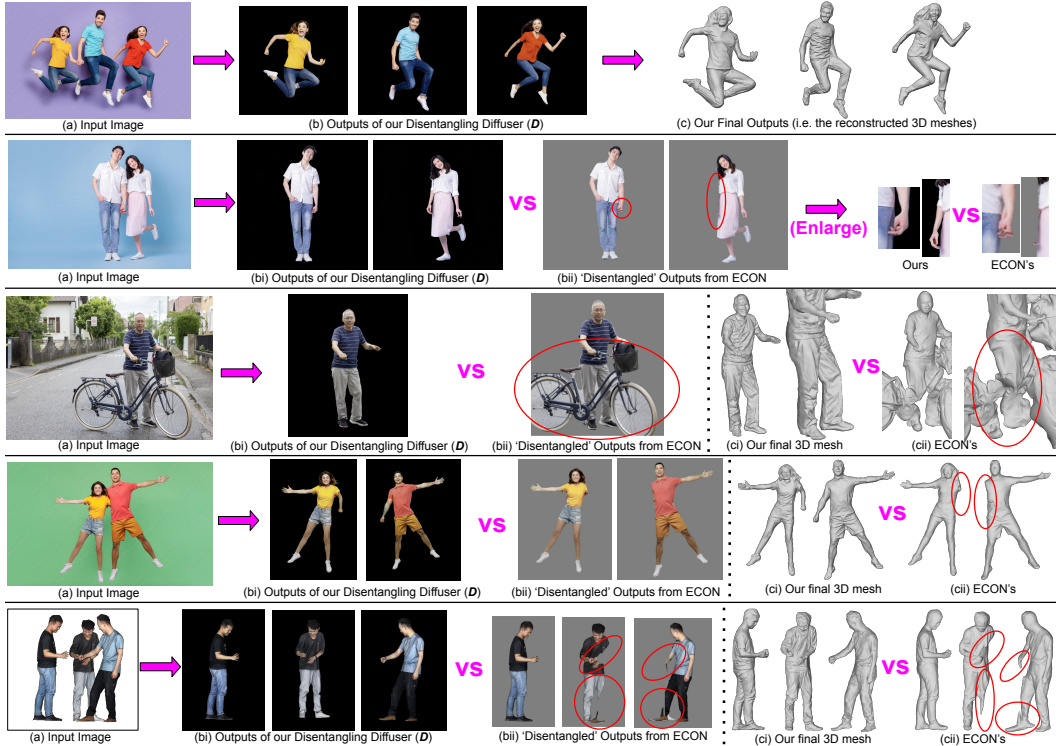 (a) Input Image
(b) Outputs of our Disentangling Diffuser (D)
(c) Our Final Outputs (i.e. the reconstructed 3D meshes)
VS
(Enlarge)
VS
Ours
ECON's
(a) Input Image
(bi) Outputs of our Disentangling Diffuser (D)
(bii) ‘Disentangled’ Outputs from ECON
VS
VS
(a) Input Image
(bi) Outputs of our Disentangling Diffuser (D)
(bii) ‘Disentangled’ Outputs from ECON
(ci) Our final 3D mesh
(cii) ECON's
VS
VS
(a) Input Image
(bi) Outputs of our Disentangling Diffuser (D)
(bii) ‘Disentangled’ Outputs from ECON
(ci) Our final 3D mesh
(cii) ECON's
VS
VS
(a) Input Image
(bi) Outputs of our Disentangling Diffuser (D)
(bii) ‘Disentangled’ Outputs from ECON
(ci) Our final 3D mesh
(cii) ECON's